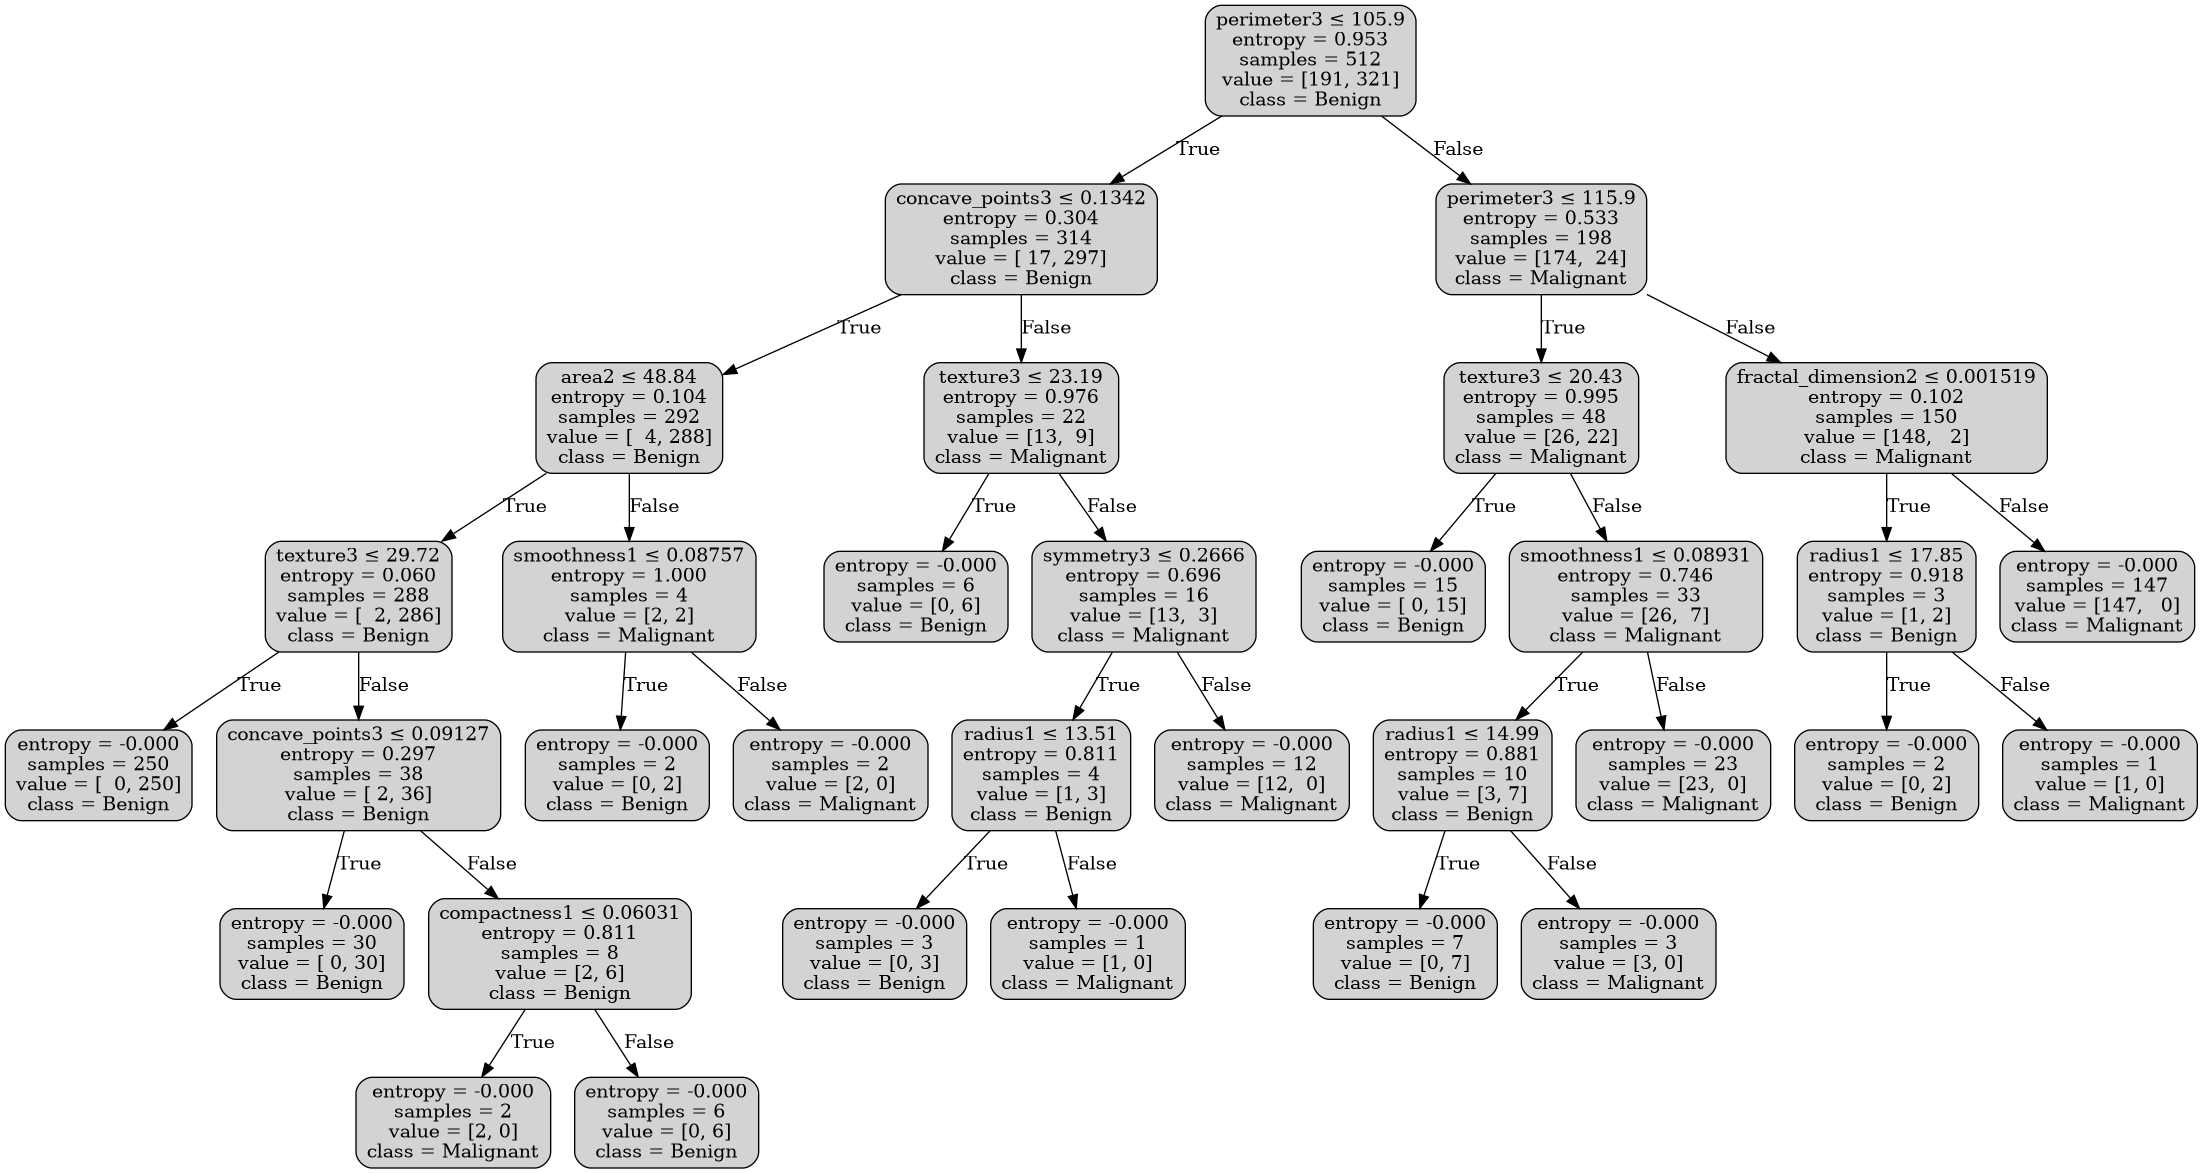 perimeter3 ≤ 105.9
entropy = 0.953
samples = 512
value = [191, 321]
class = Benign
True
False
concave_points3 ≤ 0.1342
entropy = 0.304
samples = 314
value = [ 17, 297]
class = Benign
perimeter3 ≤ 115.9
entropy = 0.533
samples = 198
value = [174,  24]
class = Malignant
True
False
True
False
area2 ≤ 48.84
entropy = 0.104
samples = 292
value = [  4, 288]
class = Benign
texture3 ≤ 23.19
entropy = 0.976
samples = 22
value = [13,  9]
class = Malignant
texture3 ≤ 20.43
entropy = 0.995
samples = 48
value = [26, 22]
class = Malignant
fractal_dimension2 ≤ 0.001519
entropy = 0.102
samples = 150
value = [148,   2]
class = Malignant
True
False
True
False
True
False
True
False
texture3 ≤ 29.72
entropy = 0.060
samples = 288
value = [  2, 286]
class = Benign
smoothness1 ≤ 0.08757
entropy = 1.000
samples = 4
value = [2, 2]
class = Malignant
entropy = -0.000
samples = 6
value = [0, 6]
class = Benign
symmetry3 ≤ 0.2666
entropy = 0.696
samples = 16
value = [13,  3]
class = Malignant
entropy = -0.000
samples = 15
value = [ 0, 15]
class = Benign
smoothness1 ≤ 0.08931
entropy = 0.746
samples = 33
value = [26,  7]
class = Malignant
radius1 ≤ 17.85
entropy = 0.918
samples = 3
value = [1, 2]
class = Benign
entropy = -0.000
samples = 147
value = [147,   0]
class = Malignant
True
False
True
False
True
False
True
False
True
False
entropy = -0.000
samples = 250
value = [  0, 250]
class = Benign
concave_points3 ≤ 0.09127
entropy = 0.297
samples = 38
value = [ 2, 36]
class = Benign
entropy = -0.000
samples = 2
value = [0, 2]
class = Benign
entropy = -0.000
samples = 2
value = [2, 0]
class = Malignant
radius1 ≤ 13.51
entropy = 0.811
samples = 4
value = [1, 3]
class = Benign
entropy = -0.000
samples = 12
value = [12,  0]
class = Malignant
radius1 ≤ 14.99
entropy = 0.881
samples = 10
value = [3, 7]
class = Benign
entropy = -0.000
samples = 23
value = [23,  0]
class = Malignant
entropy = -0.000
samples = 2
value = [0, 2]
class = Benign
entropy = -0.000
samples = 1
value = [1, 0]
class = Malignant
True
False
True
False
True
False
entropy = -0.000
samples = 30
value = [ 0, 30]
class = Benign
compactness1 ≤ 0.06031
entropy = 0.811
samples = 8
value = [2, 6]
class = Benign
entropy = -0.000
samples = 3
value = [0, 3]
class = Benign
entropy = -0.000
samples = 1
value = [1, 0]
class = Malignant
entropy = -0.000
samples = 7
value = [0, 7]
class = Benign
entropy = -0.000
samples = 3
value = [3, 0]
class = Malignant
True
False
entropy = -0.000
samples = 2
value = [2, 0]
class = Malignant
entropy = -0.000
samples = 6
value = [0, 6]
class = Benign